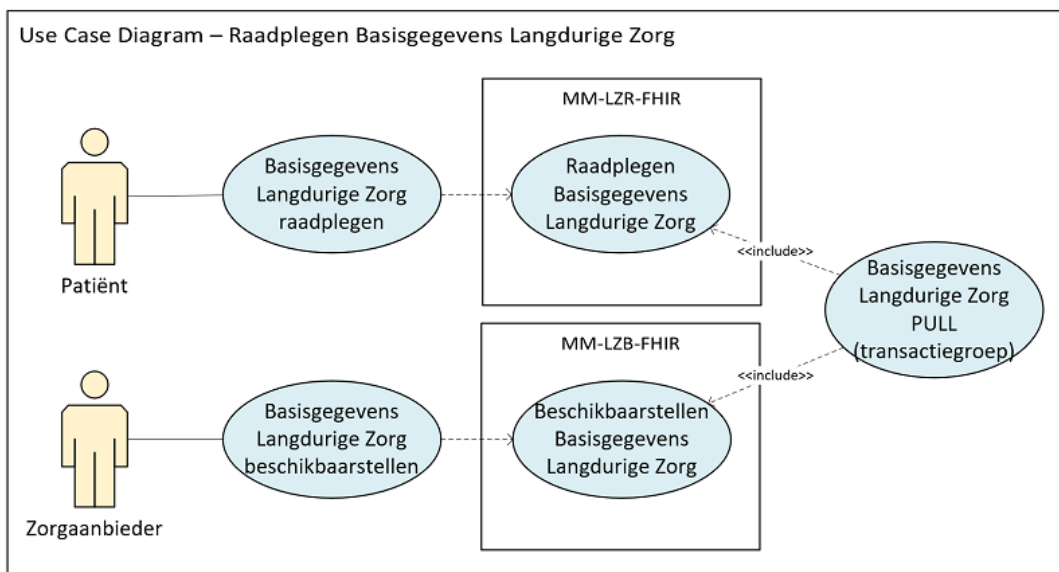 Use Case Diagram – Raadplegen Basisgegevens Langdurige Zorg
MM-LZR-FHIR
Basisgegevens
Langdurige Zorg
raadplegen
Raadplegen
Basisgegevens
Langdurige Zorg
Patiënt
<<include>>
Basisgegevens
Langdurige Zorg
PULL
(transactiegroep)
MM-LZB-FHIR
<<include>>
Basisgegevens
Langdurige Zorg
beschikbaarstellen
Beschikbaarstellen
Basisgegevens
Langdurige Zorg
Zorgaanbieder